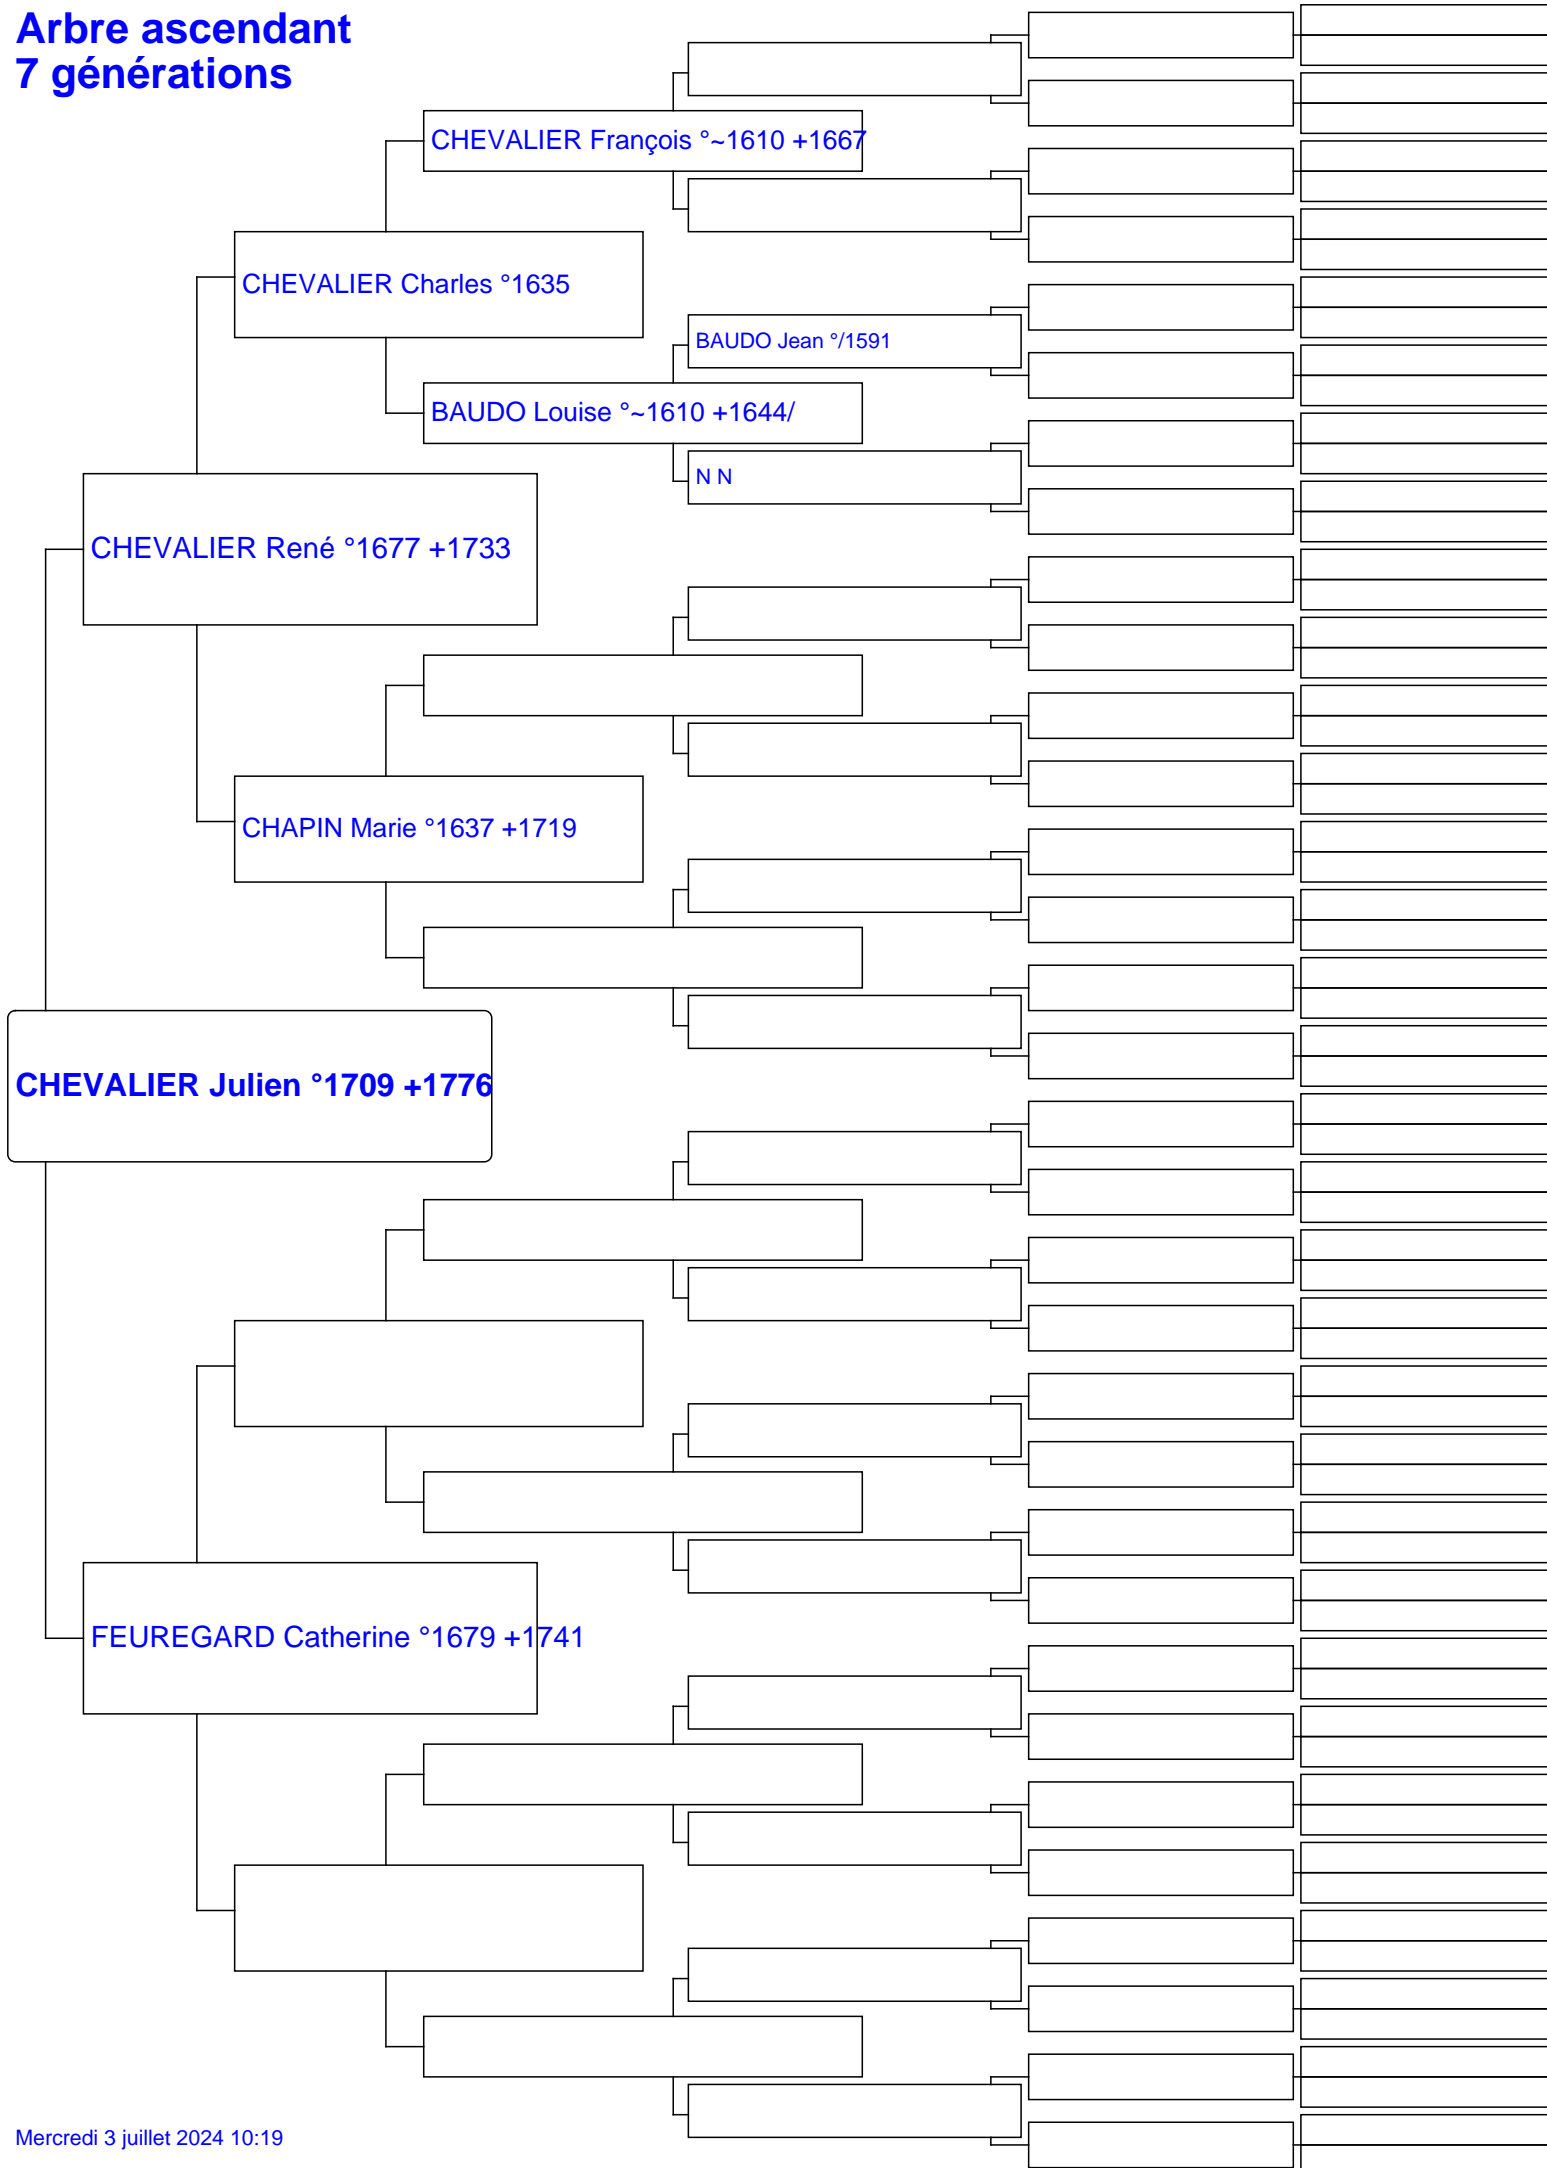 Arbre ascendant
7 générations
CHEVALIER François °~1610 +1667
CHEVALIER Charles °1635
BAUDO Jean °/1591
BAUDO Louise °~1610 +1644/
N N
CHEVALIER René °1677 +1733
CHAPIN Marie °1637 +1719
CHEVALIER Julien °1709 +1776
FEUREGARD Catherine °1679 +1741
Mercredi 3 juillet 2024 10:19